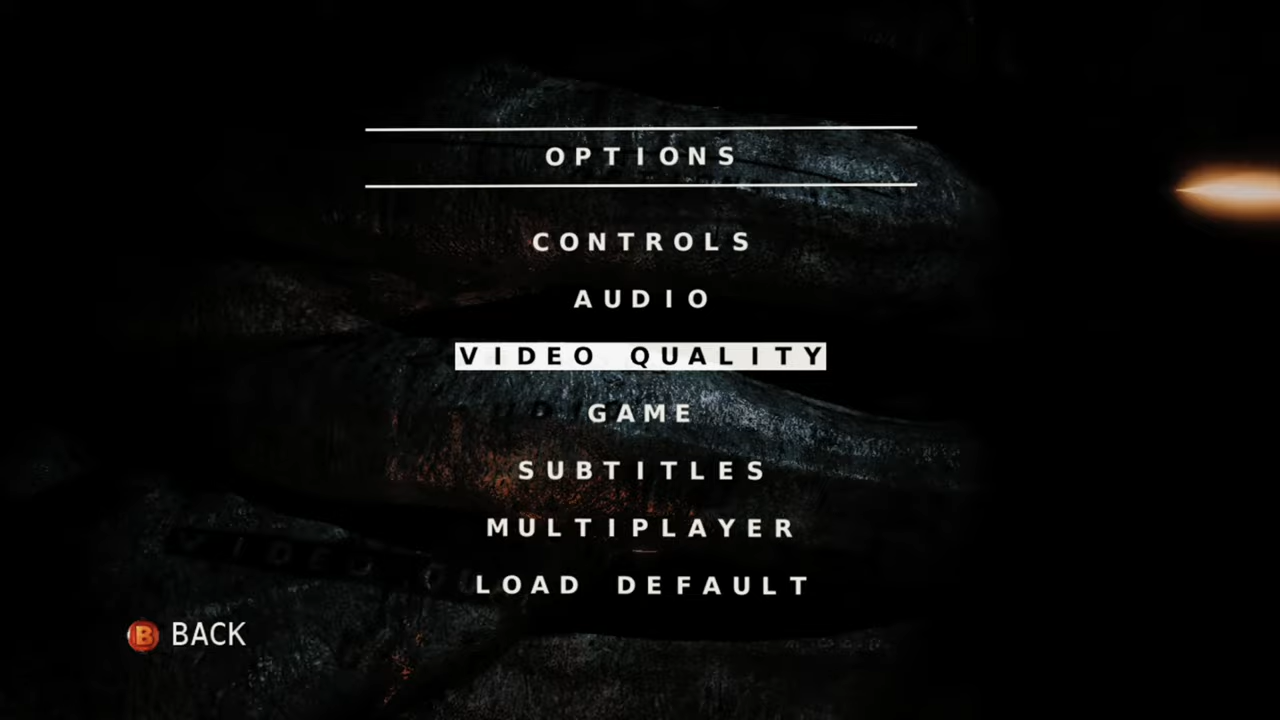 OPTIONS
CONTROLS
AUDIO
VIDEO QUALITY
GAME
SUBTITLES
MULTIPLAYER
LOAD DEFAULT
B BACK